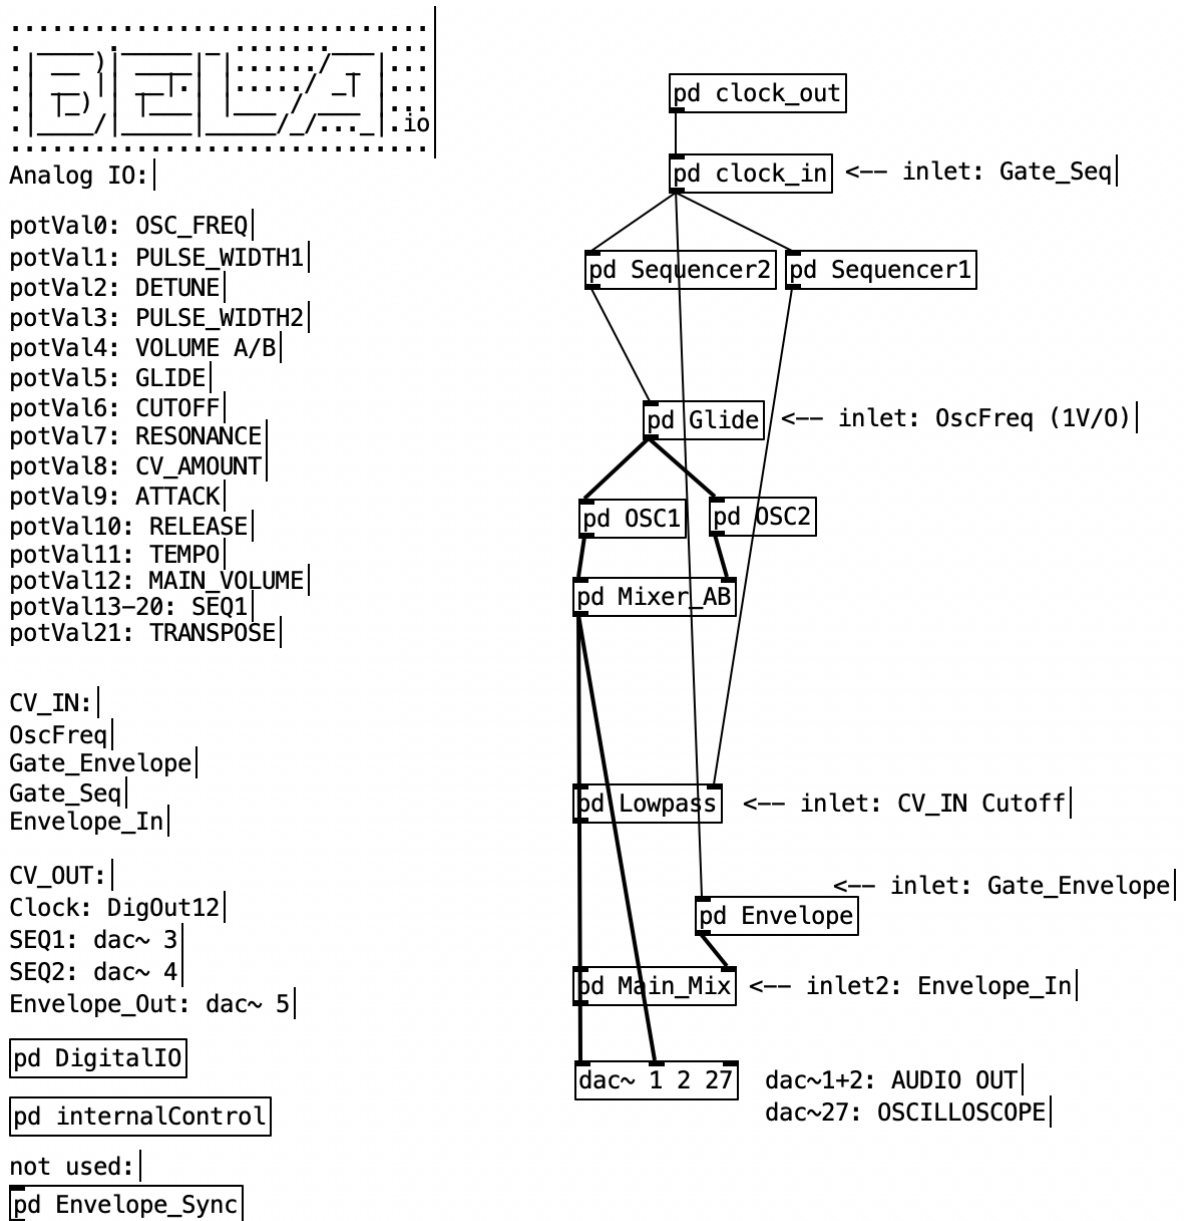 io
Analog IO:
potVal0: OSC_FREQ
potVal1: PULSE_WIDTH1
potVal2: DETUNE
potVal3: PULSE_WIDTH2
potVal4: VOLUME A/B
potVal5: GLIDE
potVal6: CUTOFF
potVal7: RESONANCE
potVal8: CV_AMOUNT
potVal9: ATTACK
potVal10: RELEASE
potVal11: TEMPO
potVal12: MAIN_VOLUME
potVal13-20: SEQ1
potVal21: TRANSPOSE
CV_IN:
OscFreq
Gate_Envelope
Gate_Seq
Envelope_In
CV_OUT:
Clock: DigOut12
SEQ1: dac~ 3
SEQ2: dac~ 4
Envelope_Out: dac~ 5
pd DigitalIO
pd internalControl
not used:
pd Envelope_Sync
pd clock_out
pd clock_in <-- inlet: Gate_Seq
pd Sequencer2 pd Sequencer1
pd Glide <-- inlet: OscFreq (1V/O)
pd OSC1 pd OSC2
pd Mixer_AB
pd Lowpass <-- inlet: CV_IN Cutoff
<-- inlet: Gate_Envelope
pd Envelope
pd Main_Mix <-- inlet2: Envelope_In
dac~ 1 2 27 dac~1+2: AUDIO OUT
dac~27: OSCILLOSCOPE